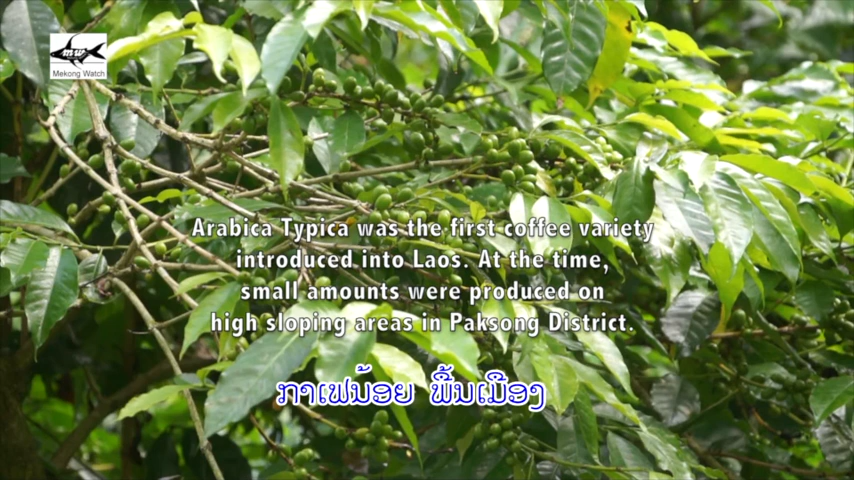 mw
Mekong Watch
Arabica Typica was the first coffee variety
introduced into Laos. At the time,
small amounts were produced on
high sloping areas in Paksong District.
ກາເຟນ້ອຍ ພື້ນເມືອງ